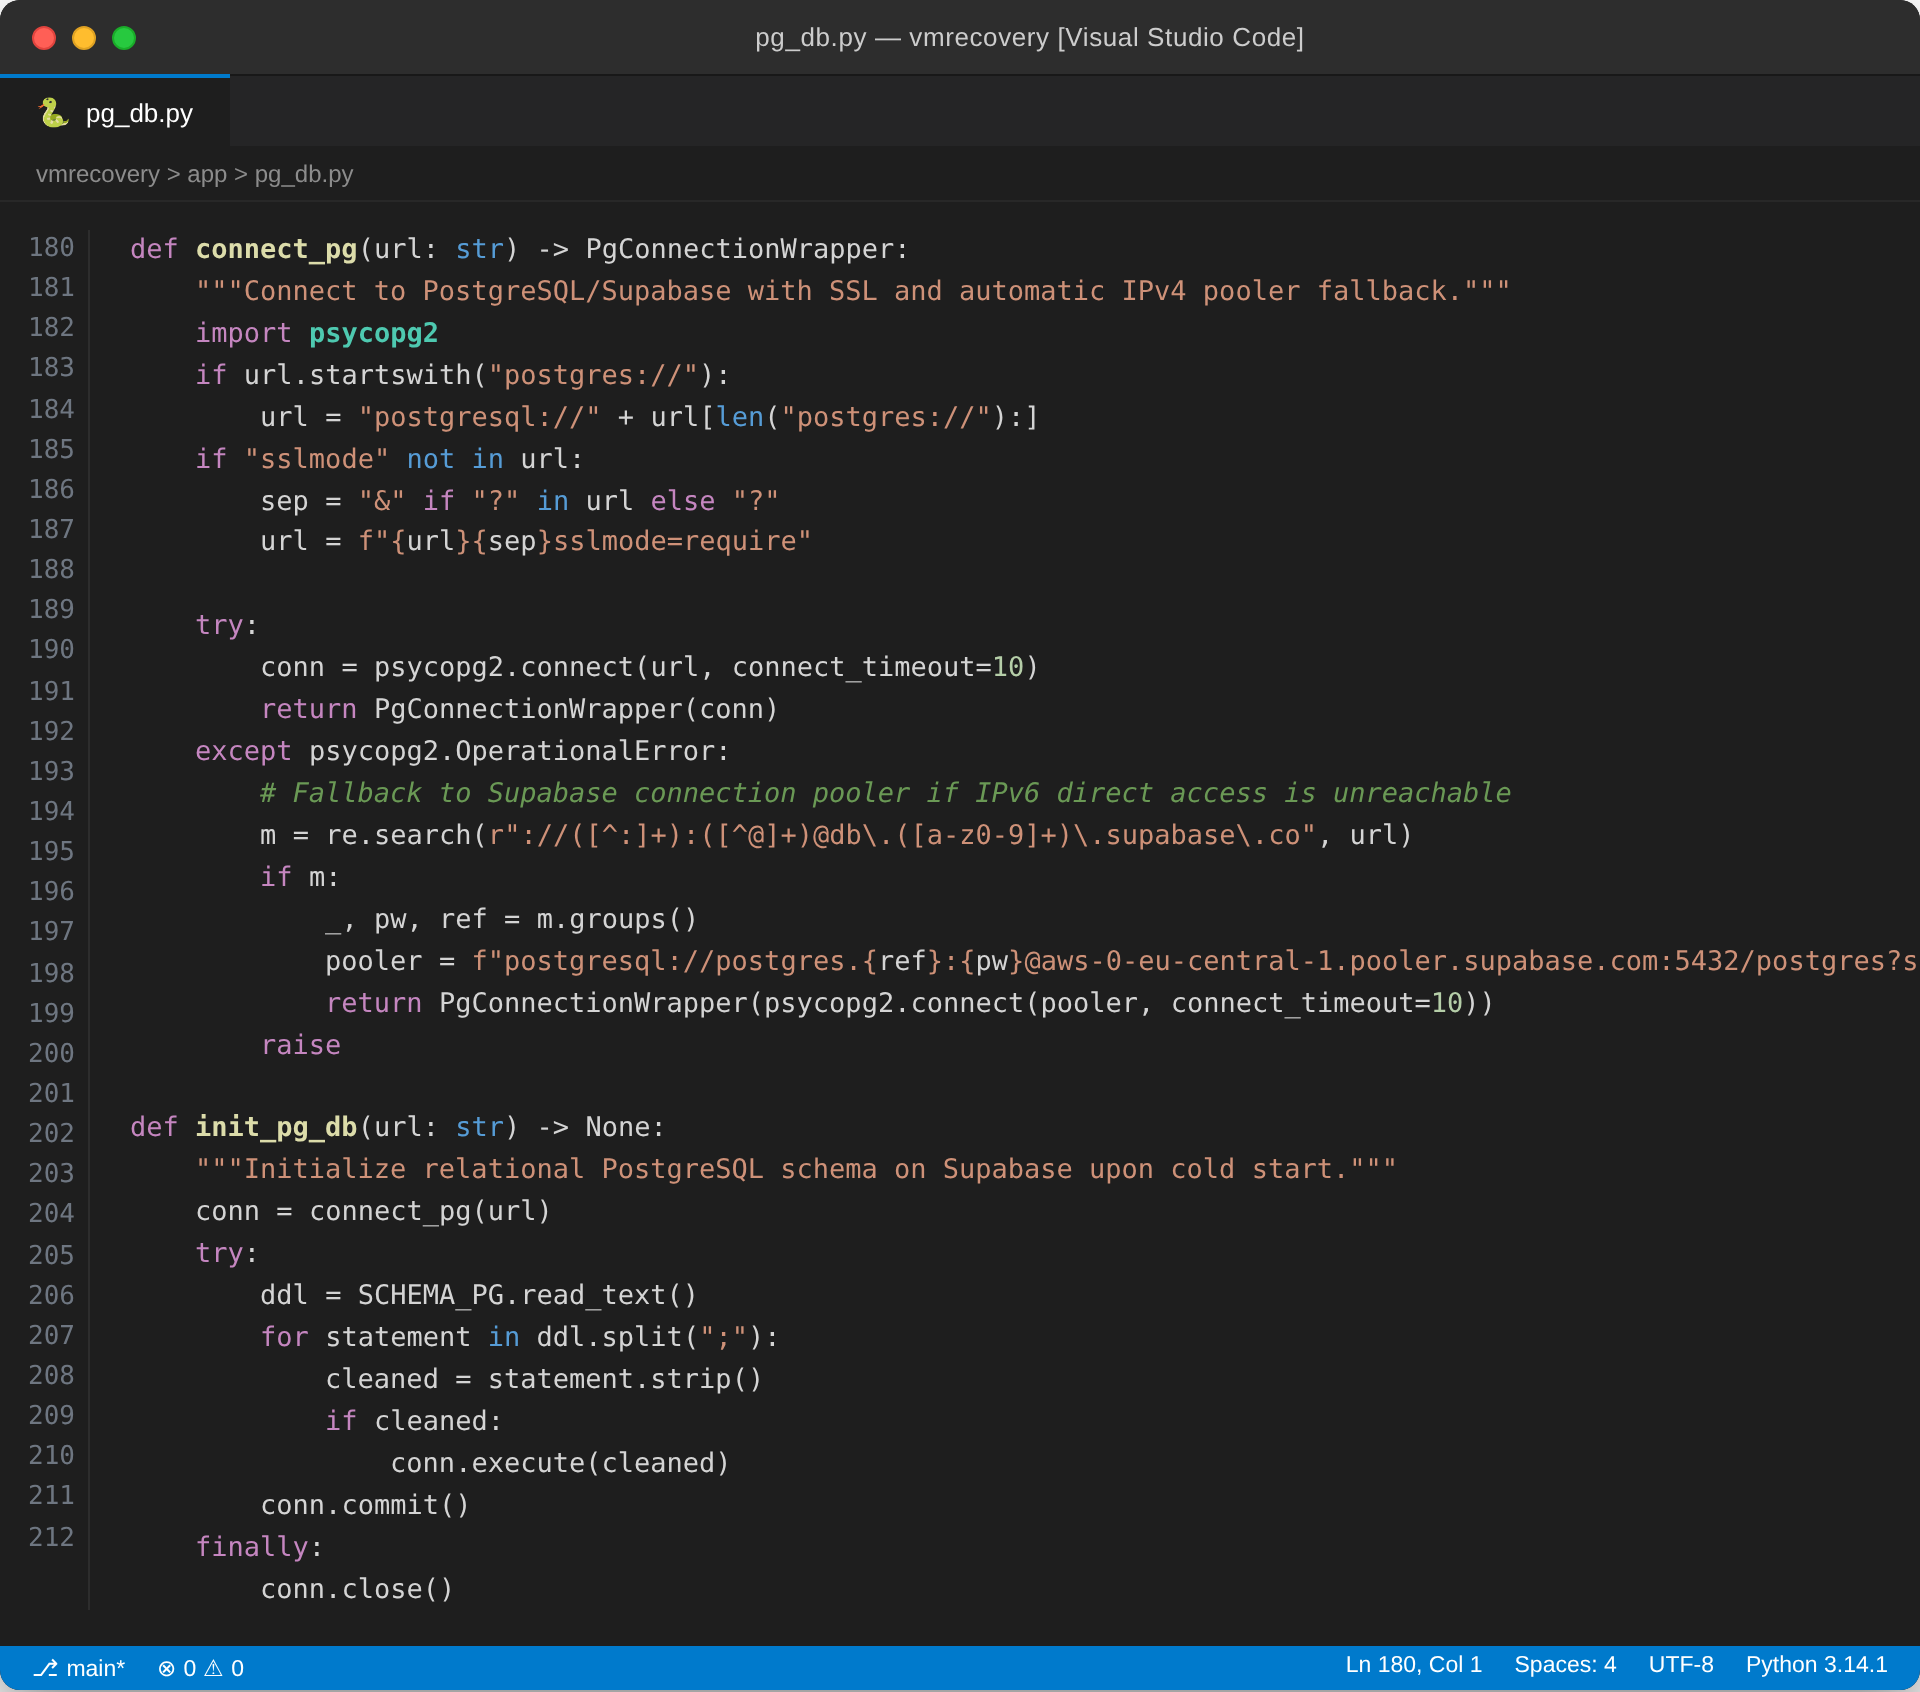 pg_db.py — vmrecovery [Visual Studio Code]
🐍 pg_db.py
vmrecovery > app > pg_db.py
180 def connect_pg(url: str) -> PgConnectionWrapper:
181     """Connect to PostgreSQL/Supabase with SSL and automatic IPv4 pooler fallback."""
182     import psycopg2
183     if url.startswith("postgres://"):
184         url = "postgresql://" + url[len("postgres://"):]
185     if "sslmode" not in url:
186         sep = "&" if "?" in url else "?"
187         url = f"{url}{sep}sslmode=require"
188
189     try:
190         conn = psycopg2.connect(url, connect_timeout=10)
191         return PgConnectionWrapper(conn)
192     except psycopg2.OperationalError:
193         # Fallback to Supabase connection pooler if IPv6 direct access is unreachable
194         m = re.search(r"://([^:]+):([^@]+)@db\.([a-z0-9]+)\.supabase\.co", url)
195         if m:
196             _, pw, ref = m.groups()
197             pooler = f"postgresql://postgres.{ref}:{pw}@aws-0-eu-central-1.pooler.supabase.com:5432/postgres?s
198             return PgConnectionWrapper(psycopg2.connect(pooler, connect_timeout=10))
199         raise
200
201 def init_pg_db(url: str) -> None:
202     """Initialize relational PostgreSQL schema on Supabase upon cold start."""
203     conn = connect_pg(url)
204     try:
205         ddl = SCHEMA_PG.read_text()
206         for statement in ddl.split(";"):
207             cleaned = statement.strip()
208             if cleaned:
209                 conn.execute(cleaned)
210         conn.commit()
211     finally:
212         conn.close()
⎇ main* ⊗ 0 ⚠ 0 Ln 180, Col 1 Spaces: 4 UTF-8 Python 3.14.1